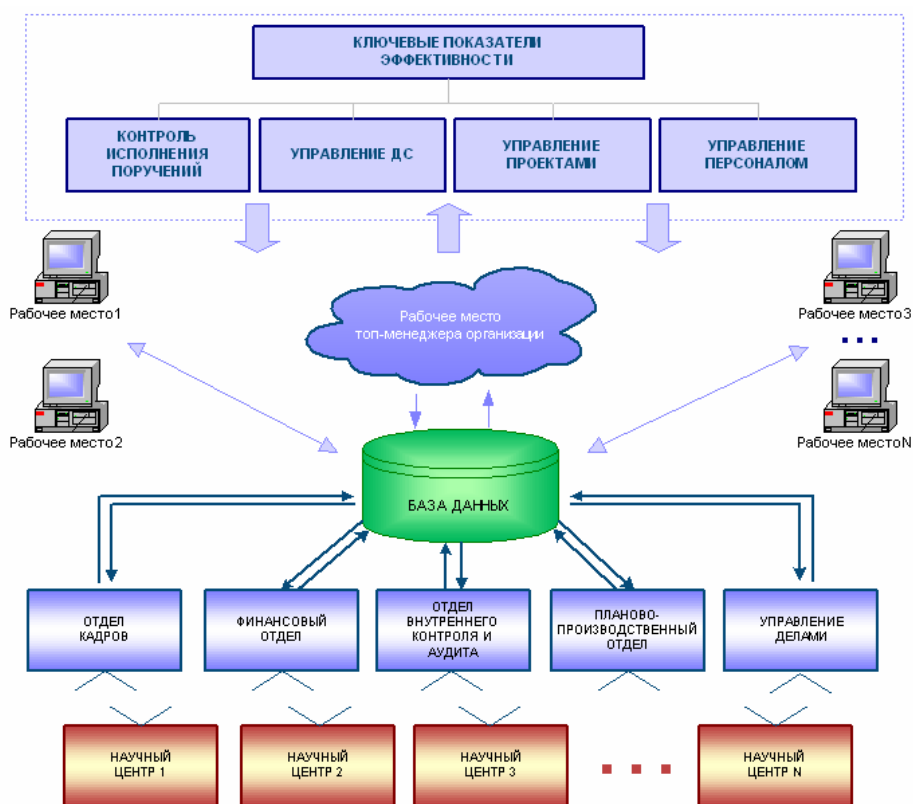 КЛЮЧЕВЫЕ ПОКАЗАТЕЛИ
ЭФФЕКТИВНОСТИ
КОНТРОЛЬ
ИСПОЛНЕНИЯ
ПОРУЧЕНИЙ
УПРАВЛЕНИЕ ДС
УПРАВЛЕНИЕ
ПРОЕКТАМИ
УПРАВЛЕНИЕ
ПЕРСОНАЛОМ
Рабочее место1
Рабочее место
топ-менеджера организации
Рабочее место3
...
Рабочее место2
Рабочее местоN
БАЗА ДАННЫХ
ОТДЕЛ
КАДРОВ
ФИНАНСОВЫЙ
ОТДЕЛ
ОТДЕЛ
ВНУТРЕННЕГО
КОНТРОЛЯ И
АУДИТА
ПЛАНОВО-
ПРОИЗВОДСТВЕННЫЙ
ОТДЕЛ
УПРАВЛЕНИЕ
ДЕЛАМИ
НАУЧНЫЙ
ЦЕНТР 1
НАУЧНЫЙ
ЦЕНТР 2
НАУЧНЫЙ
ЦЕНТР 3
...
НАУЧНЫЙ
ЦЕНТР N